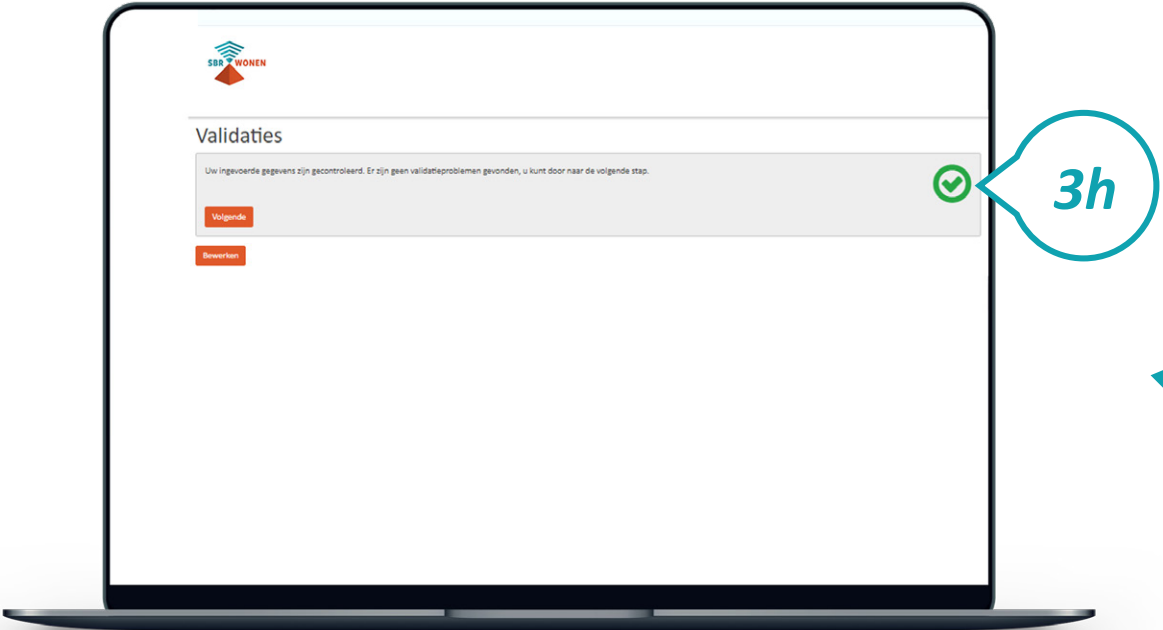 SBR WONEN
Validaties
Uw ingevoerde gegevens zijn gecontroleerd. Er zijn geen validatieproblemen gevonden, u kunt door naar de volgende stap.
3h
Volgende
Bewerken